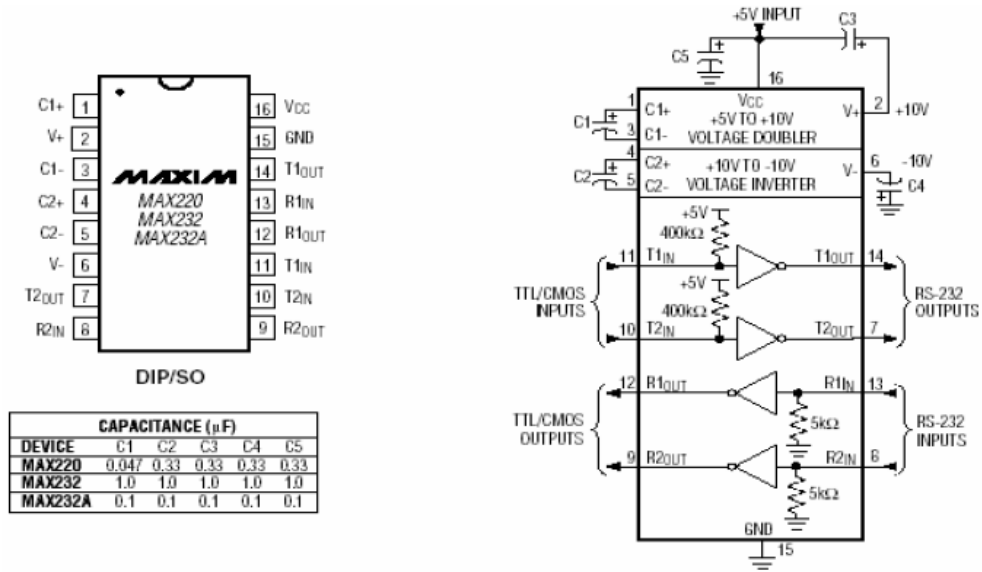 C1+ 1
V+ 2
C1- 3
C2+ 4
C2- 5
V- 6
T2OUT 7
R2IN 8
MAXIM
MAX220
MAX232
MAX232A
16 VCC
15 GND
14 T1OUT
13 R1IN
12 R1OUT
11 T1IN
10 T2IN
9 R2OUT
DIP/SO
CAPACITANCE (µF)
DEVICE C1 C2 C3 C4 C5
MAX220 0.047 0.33 0.33 0.33 0.33
MAX232 1.0 1.0 1.0 1.0 1.0
MAX232A 0.1 0.1 0.1 0.1 0.1
+5V INPUT
C3
+
C5 +
16
VCC
1 C1+ +5V TO +10V V+ 2 +10V
C1 +
3 C1- VOLTAGE DOUBLER
4 C2+ +10V TO -10V V- 6 -10V
C2 +
5 C2- VOLTAGE INVERTER
+ C4
+5V
400kΩ
11 T1IN T1OUT 14
TTL/CMOS
INPUTS
+5V
400kΩ
RS-232
OUTPUTS
10 T2IN T2OUT 7
12 R1OUT R1IN 13
TTL/CMOS
OUTPUTS
5kΩ
RS-232
INPUTS
9 R2OUT R2IN 8
5kΩ
GND
15